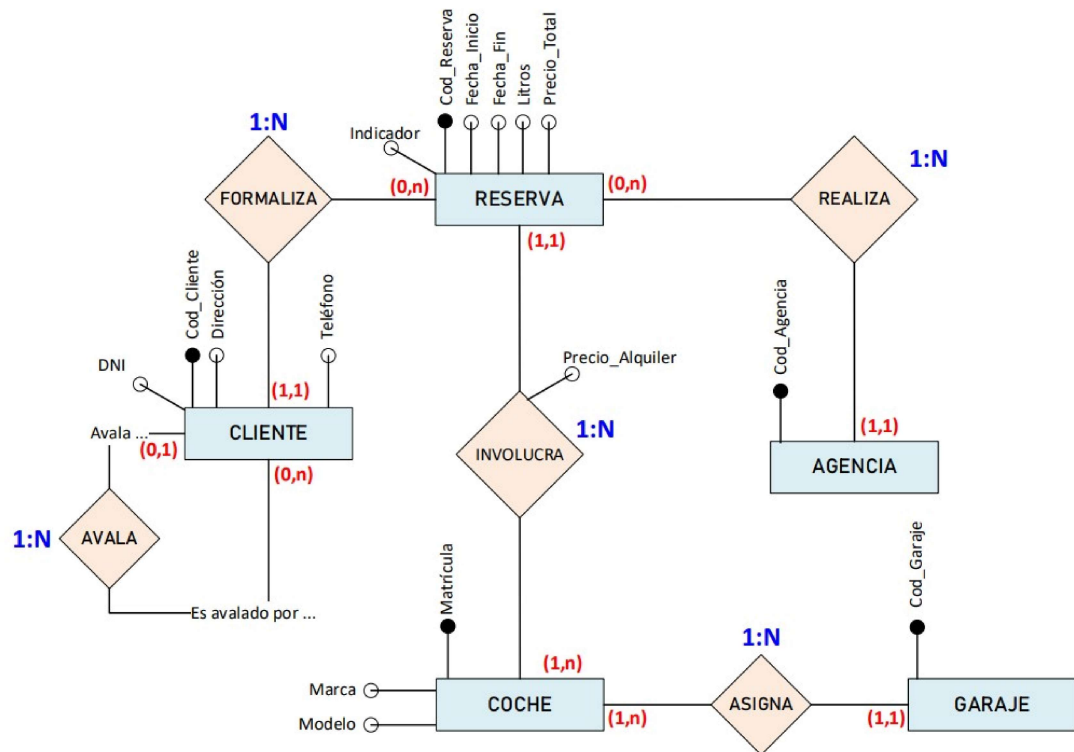 Cod_Reserva
Fecha_Inicio
Fecha_Fin
Litros
Precio_Total
Indicador
1:N
FORMALIZA
(0,n)
RESERVA
(0,n)
(1,1)
1:N
REALIZA
Cod_Cliente
Dirección
Teléfono
DNI
(1,1)
Avala ...
(0,1)
CLIENTE
(0,n)
1:N
AVALA
Es avalado por ...
Precio_Alquiler
1:N
INVOLUCRA
Cod_Agencia
(1,1)
AGENCIA
Matrícula
Marca
Modelo
(1,n)
COCHE
(1,n)
1:N
ASIGNA
Cod_Garaje
(1,1)
GARAJE